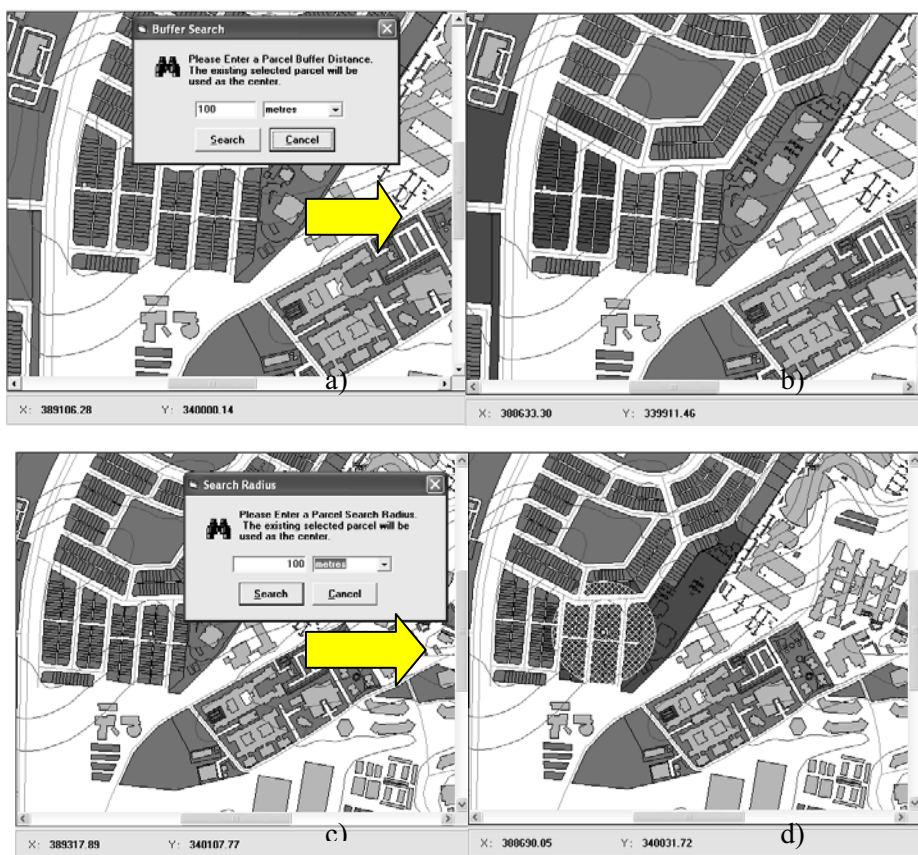 Buffer Search
Please Enter a Parcel Buffer Distance.
The existing selected parcel will be
used as the center.
100 metres
Search Cancel
a)
b)
X: 389106.28 Y: 340000.14
X: 388633.30 Y: 339911.46
Search Radius
Please Enter a Parcel Search Radius.
The existing selected parcel will be
used as the center.
100 metres
Search Cancel
c)
d)
X: 389317.89 Y: 340107.77
X: 388690.05 Y: 340031.72